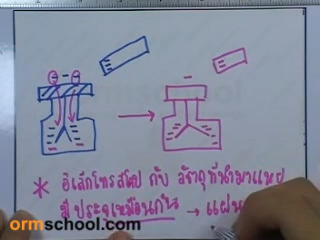 * อิเล็กโทรสโคป กับ วัตถุที่นำมาแหย่
มีประจุเหมือนกัน → แผ่น
ormschool.com